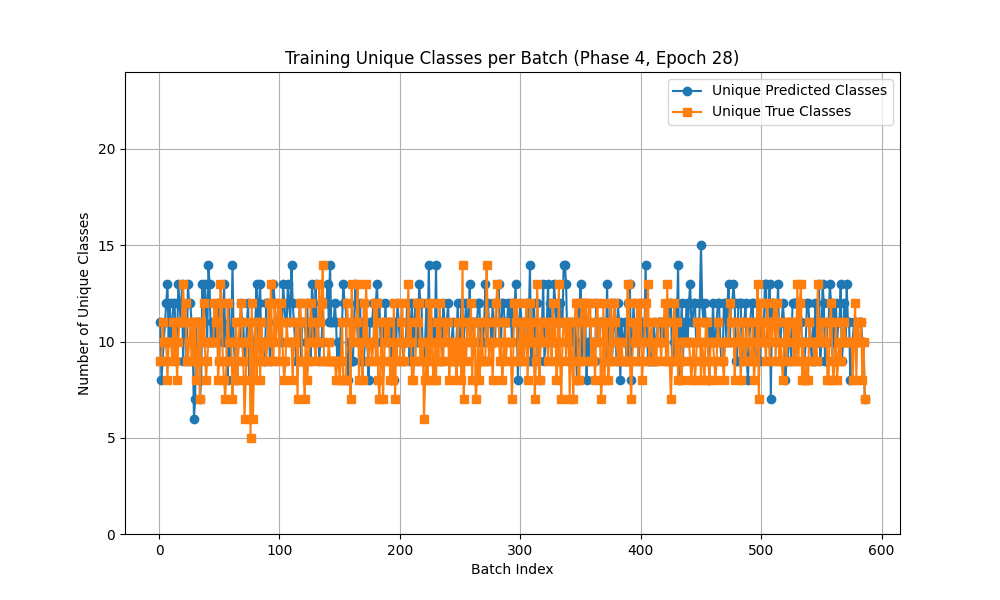 Training Unique Classes per Batch (Phase 4, Epoch 28)
Unique Predicted Classes
Unique True Classes
Number of Unique Classes
20
15
10
5
0
0 100 200 300 400 500 600
Batch Index